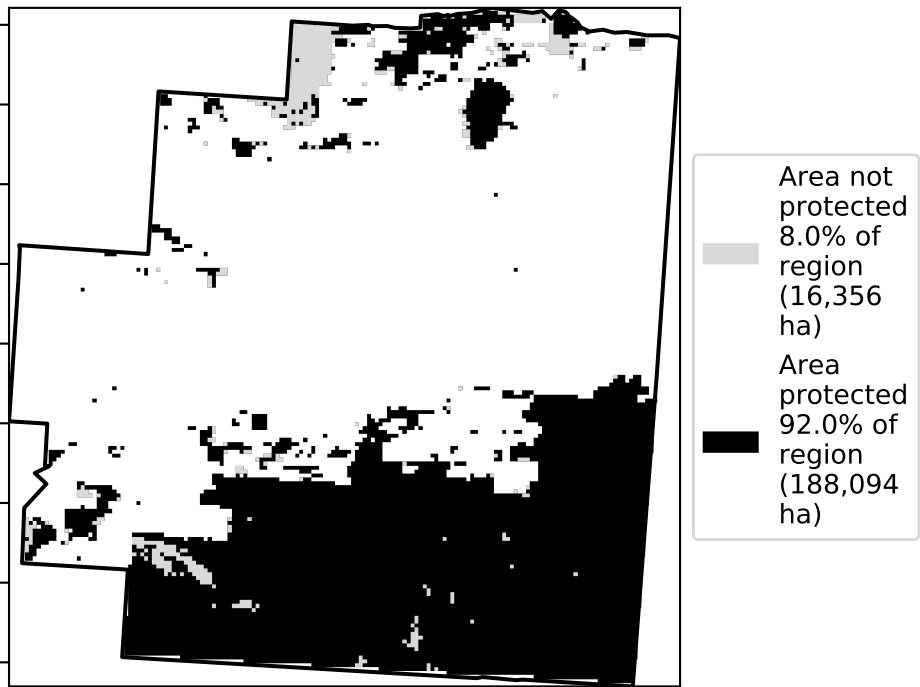 Area not
protected
8.0% of
region
(16,356
ha)
Area
protected
92.0% of
region
(188,094
ha)